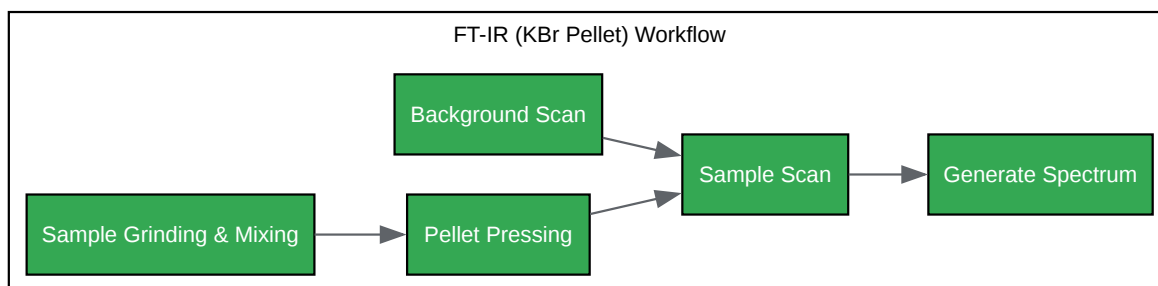 FT-IR (KBr Pellet) Workflow
Background Scan
Sample Scan
Generate Spectrum
Sample Grinding & Mixing
Pellet Pressing